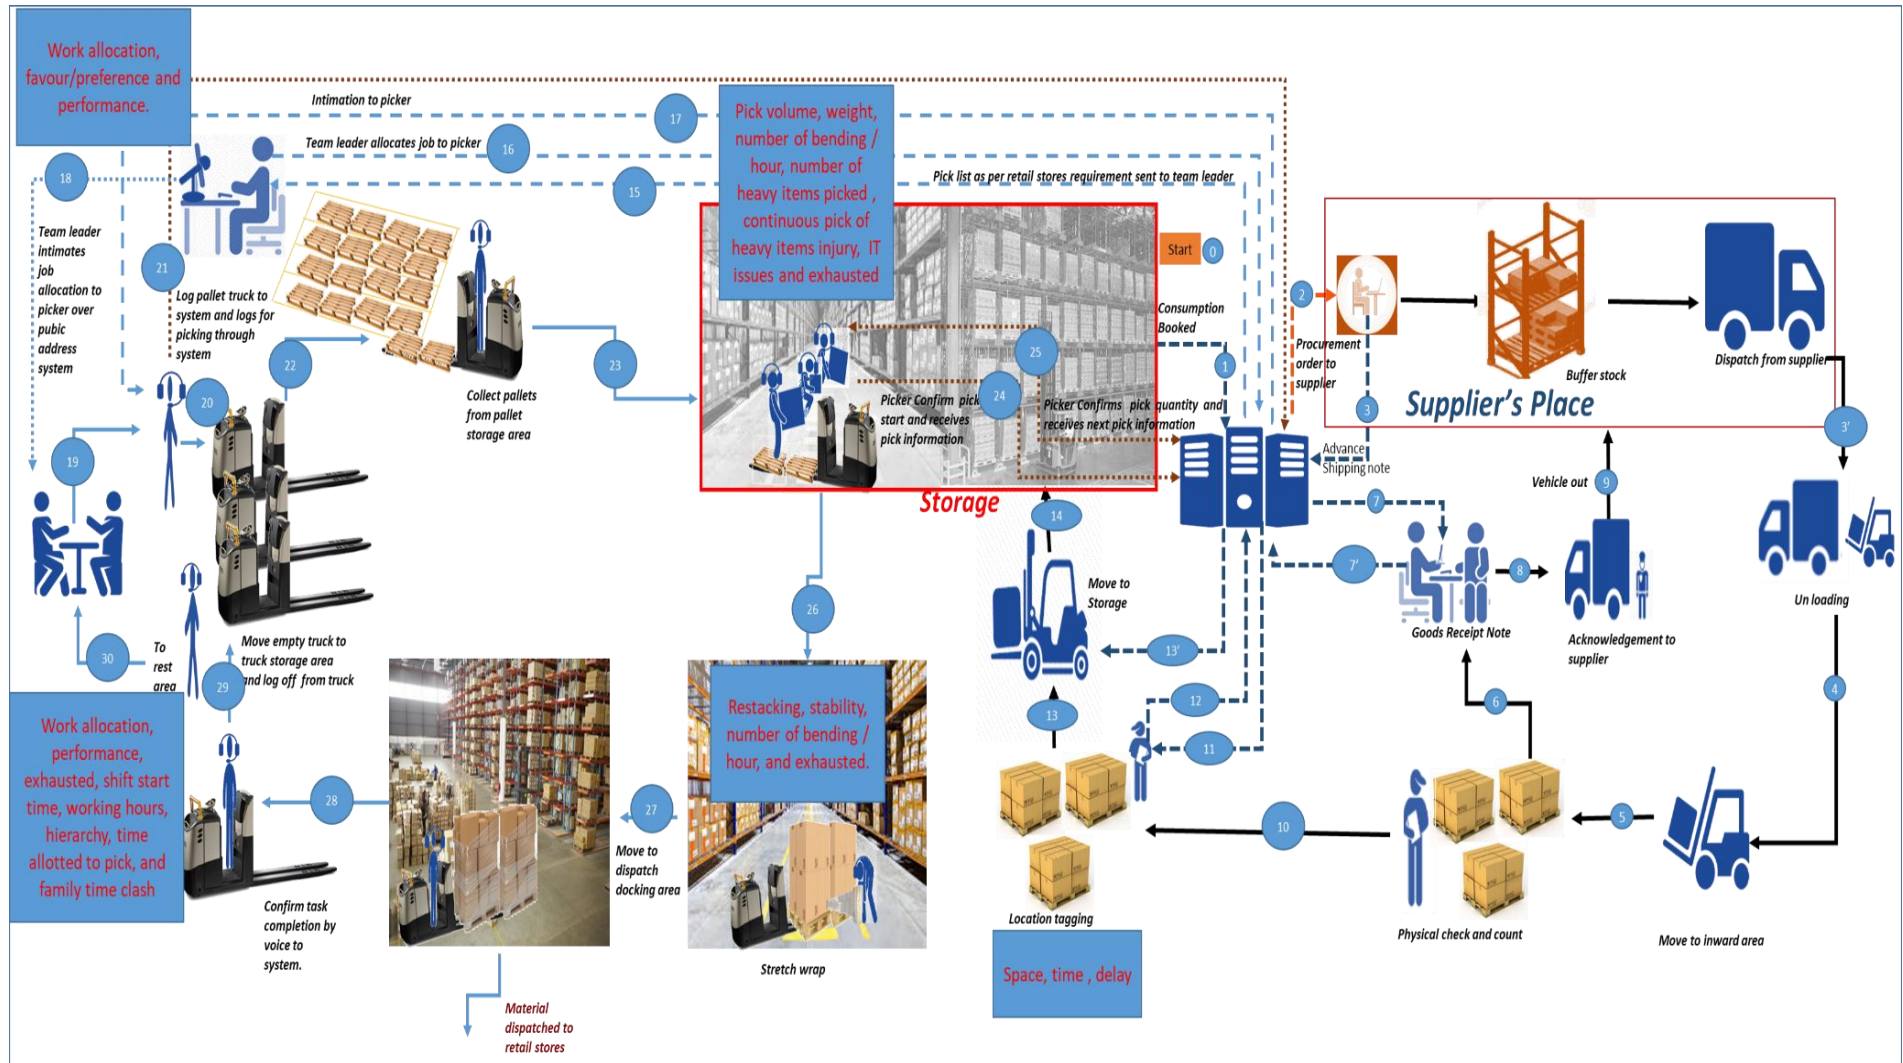 Work allocation,
favour/preference and
performance.
Intimation to picker
17
Team leader allocates job to picker
16
15
Pick list as per retail stores requirement sent to team leader
18
Team leader
intimates
job
allocation to
picker over
pubic
address
system
21
Log pallet truck to
system and logs for
picking through
system
20
22
19
Collect pallets
from pallet
storage area
23
Pick volume, weight,
number of bending /
hour, number of
heavy items picked ,
continuous pick of
heavy items injury,  IT
issues and exhausted
25
24
Picker Confirm  pick
start and receives
pick information
Picker Confirms  pick quantity and
receives next pick information
Storage
Start
0
Consumption
Booked
1
2
Procurement
order to
supplier
3
Advance
Shipping note
Buffer stock
Dispatch from supplier
Supplier's Place
3'
Un loading
4
Vehicle out
9
7
7'
8
Goods Receipt Note
Acknowledgement to
supplier
6
5
Move to inward area
Physical check and count
10
14
Move to
Storage
13'
13
12
11
Location tagging
Space, time , delay
26
Restacking, stability,
number of bending /
hour, and exhausted.
Stretch wrap
27
Move to
dispatch
docking area
Material
dispatched to
retail stores
28
Confirm task
completion by
voice to
system.
29
Move empty truck to
truck storage area
and log off  from truck
30
To
rest
area
Work allocation,
performance,
exhausted, shift start
time, working hours,
hierarchy, time
allotted to pick, and
family time clash